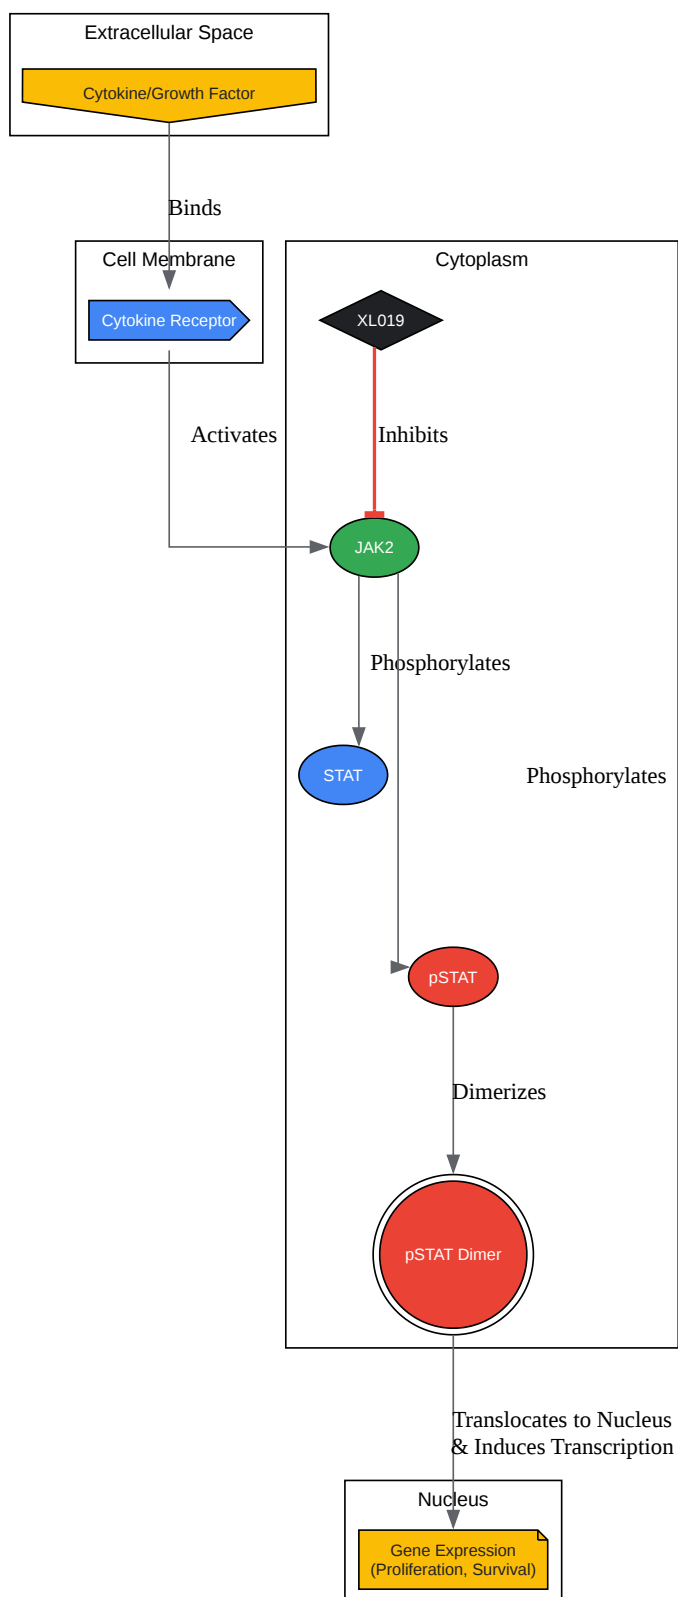 Extracellular Space
Cytokine/Growth Factor
Binds
Cell Membrane
Cytokine Receptor
Cytoplasm
XL019
Activates
Inhibits
JAK2
Phosphorylates
STAT
Phosphorylates
pSTAT
Dimerizes
pSTAT Dimer
Translocates to Nucleus
& Induces Transcription
Nucleus
Gene Expression
(Proliferation, Survival)